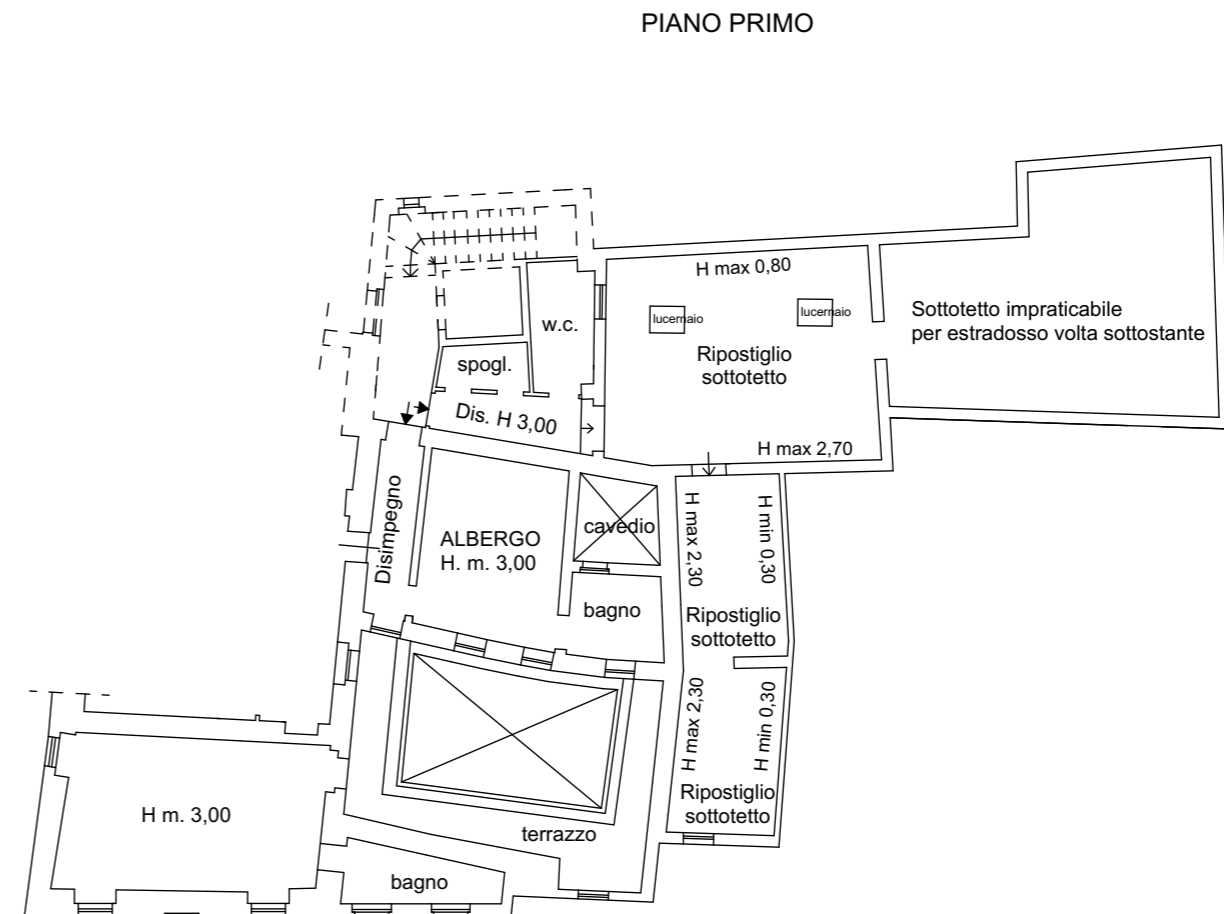 PIANO PRIMO
H max 0,80
lucernaio
lucernaio
Sottotetto impraticabile
per estradosso volta sottostante
w.c.
Ripostiglio
sottotetto
spogl.
Dis. H 3,00
H max 2,70
Disimpegno
ALBERGO
H. m. 3,00
cavedio
H max 2,30
H min 0,30
bagno
Ripostiglio
sottotetto
H max 2,30
H min 0,30
Ripostiglio
sottotetto
H m. 3,00
terrazzo
bagno